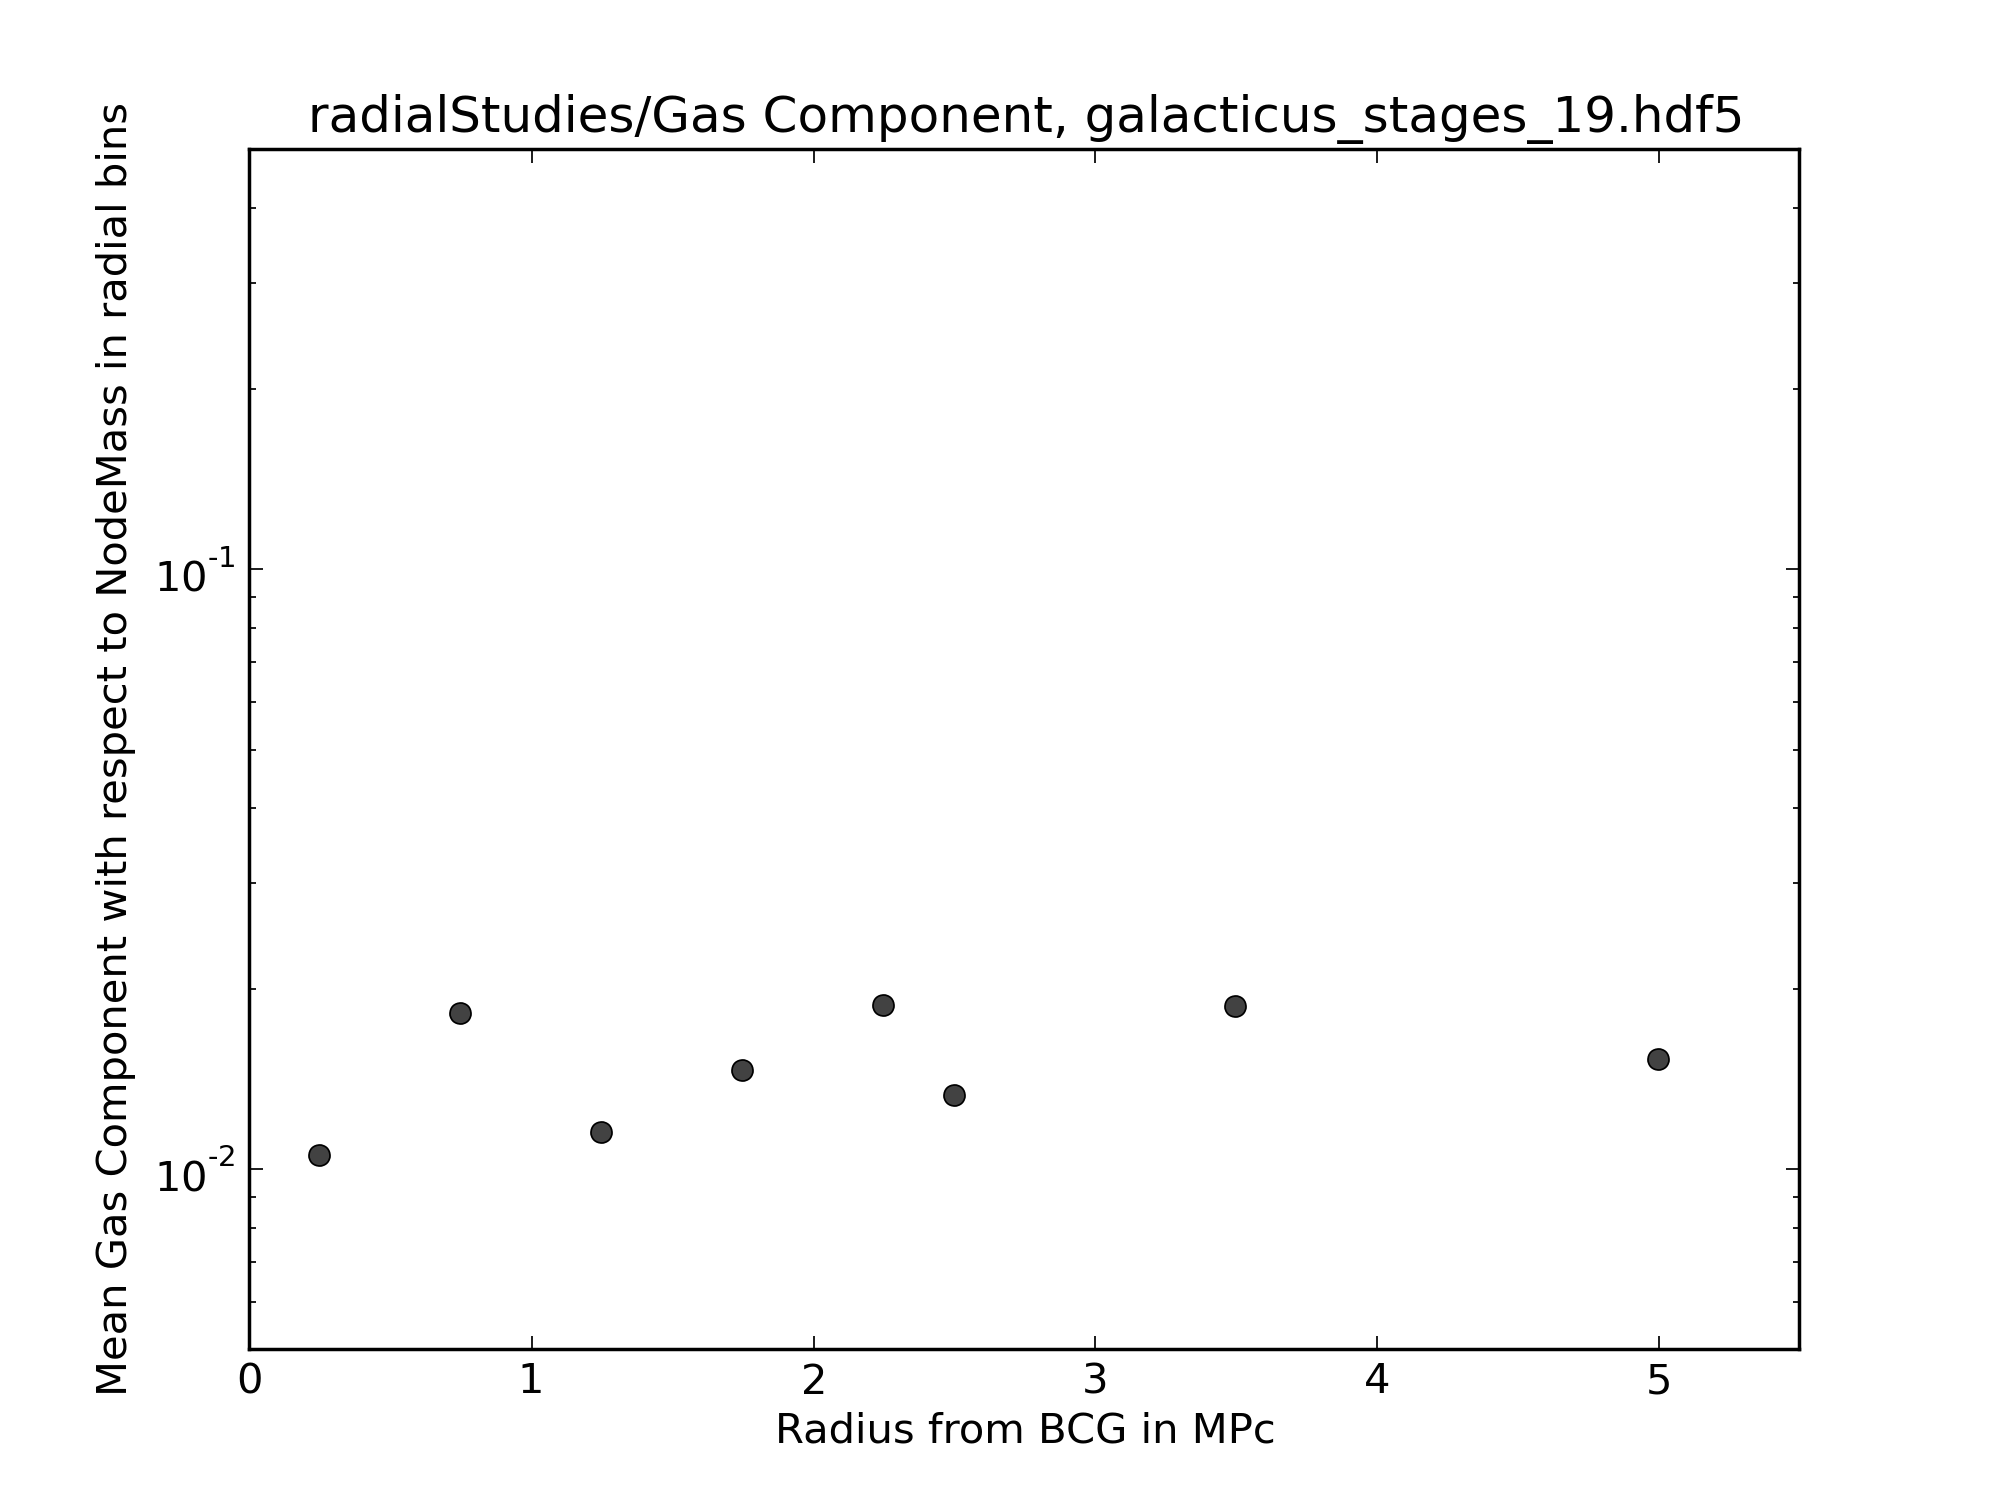 radialStudies/Gas Component, galacticus_stages_19.hdf5
Mean Gas Component with respect to NodeMass in radial bins
10^-1
10^-2
0 1 2 3 4 5
Radius from BCG in MPc